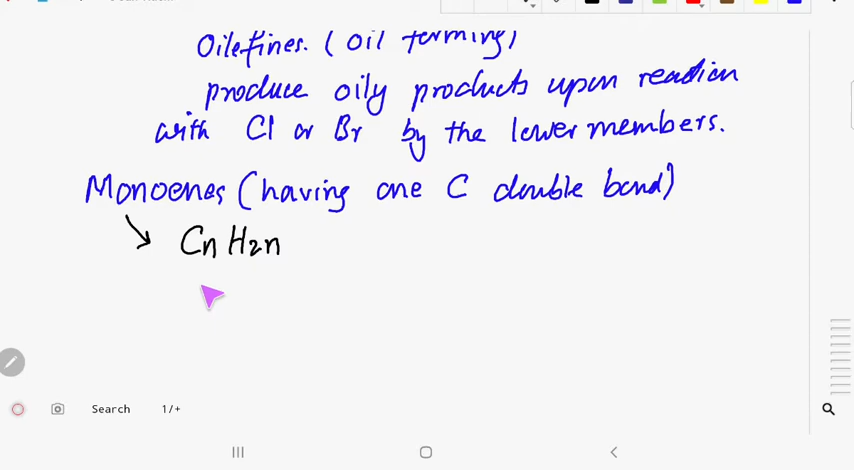 Oilefines. (oil forming)
produce oily products upon reaction
with Cl or Br by the lower members.
Monoenes (having one C double bond)
CnH2n
Search 1/+